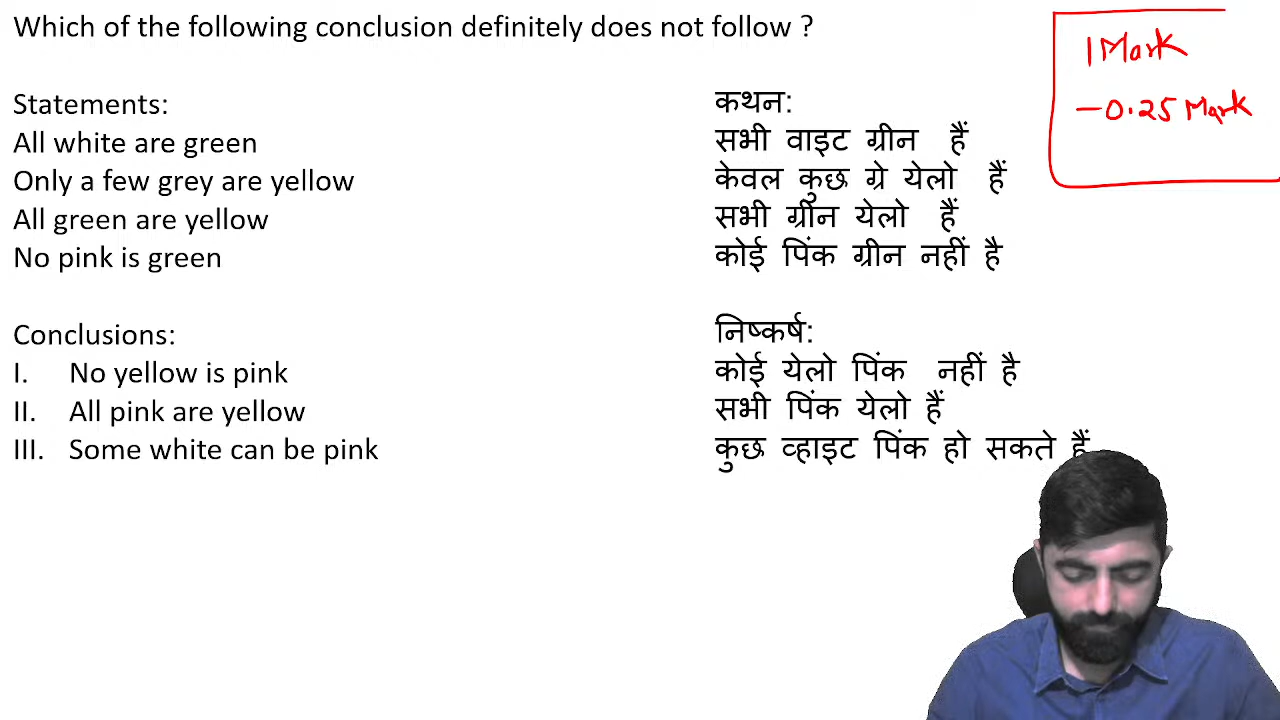 Which of the following conclusion definitely does not follow ?
1 Mark
-0.25 Mark
Statements:
All white are green
Only a few grey are yellow
All green are yellow
No pink is green
Conclusions:
I. No yellow is pink
II. All pink are yellow
III. Some white can be pink
कथन:
सभी वाइट ग्रीन हैं
केवल कुछ ग्रे येलो हैं
सभी ग्रीन येलो हैं
कोई पिंक ग्रीन नहीं है
निष्कर्ष:
कोई येलो पिंक नहीं है
सभी पिंक येलो हैं
कुछ व्हाइट पिंक हो सकते हैं